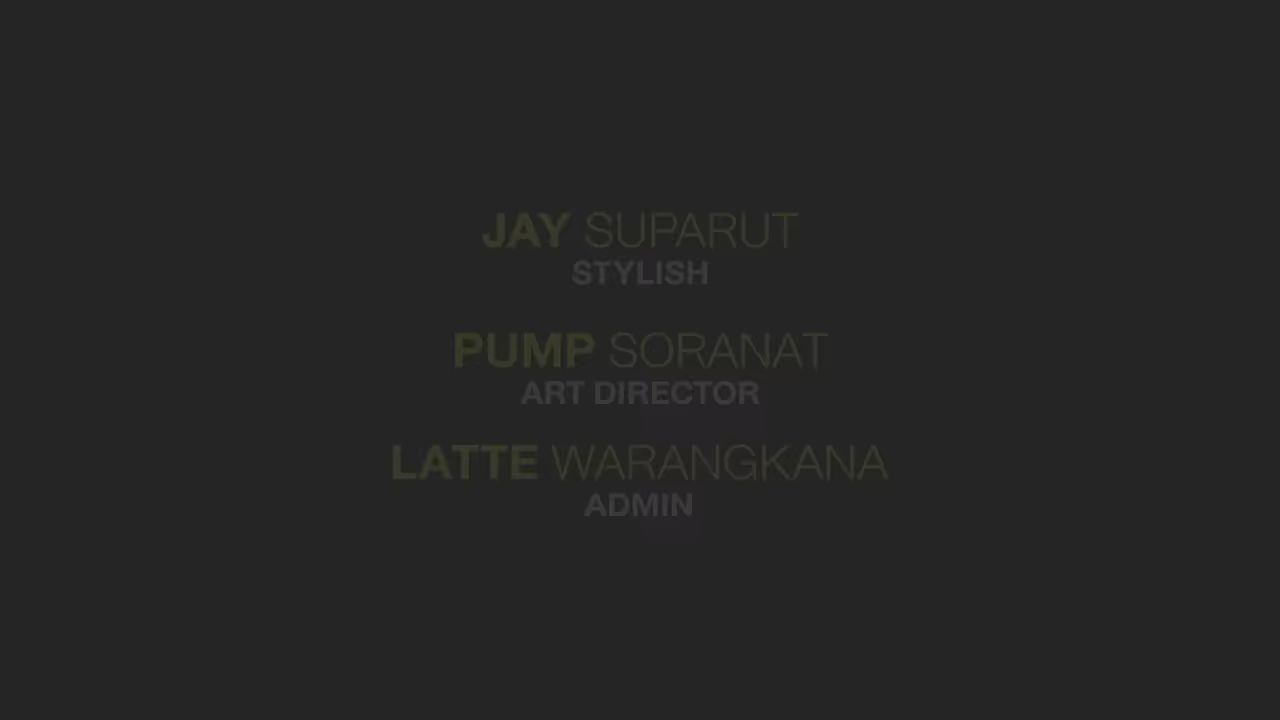 JAY SUPARUT
STYLISH
PUMP SORANAT
ART DIRECTOR
LATTE WARANGKANA
ADMIN